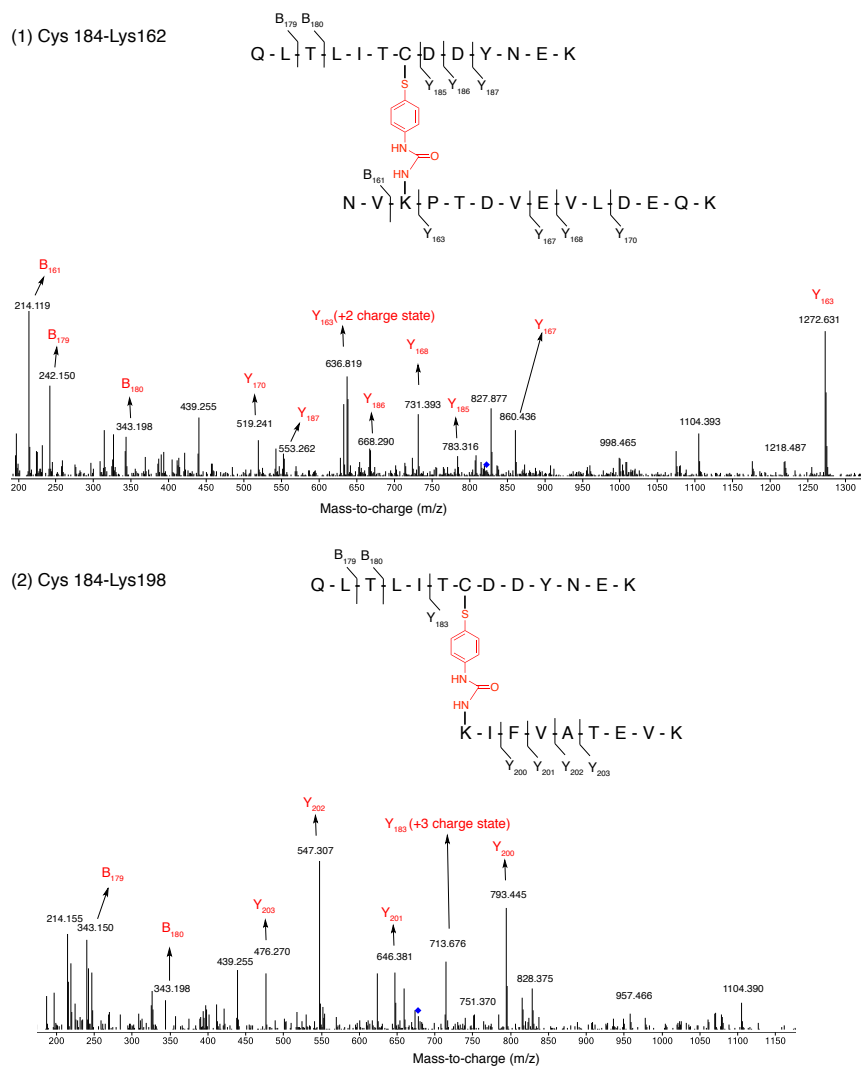 (1) Cys 184-Lys162
B179 B180
Q - L - T - L - I - T - C - D - D - Y - N - E - K
Y185 Y186 Y187
S
HN
O
HN
B161
N - V - K - P - T - D - V - E - V - L - D - E - Q - K
Y163 Y167 Y168 Y170
B161
214.119
B179
242.150
B180
343.198
439.255
Y170
519.241
Y187
553.262
Y163 (+2 charge state)
636.819
Y186
668.290
Y168
731.393
Y185
783.316
827.877
Y167
860.436
998.465
1104.393
1218.487
Y163
1272.631
200 250 300 350 400 450 500 550 600 650 700 750 800 850 900 950 1000 1050 1100 1150 1200 1250 1300
Mass-to-charge (m/z)
(2) Cys 184-Lys198
B179 B180
Q - L - T - L - I - T - C - D - D - Y - N - E - K
Y183
S
HN
O
HN
K - I - F - V - A - T - E - V - K
Y200 Y201 Y202 Y203
214.155
B179
343.150
B180
343.198
439.255
Y203
476.270
Y202
547.307
Y201
646.381
Y183 (+3 charge state)
713.676
751.370
Y200
793.445
828.375
957.466
1104.390
200 250 300 350 400 450 500 550 600 650 700 750 800 850 900 950 1000 1050 1100 1150
Mass-to-charge (m/z)